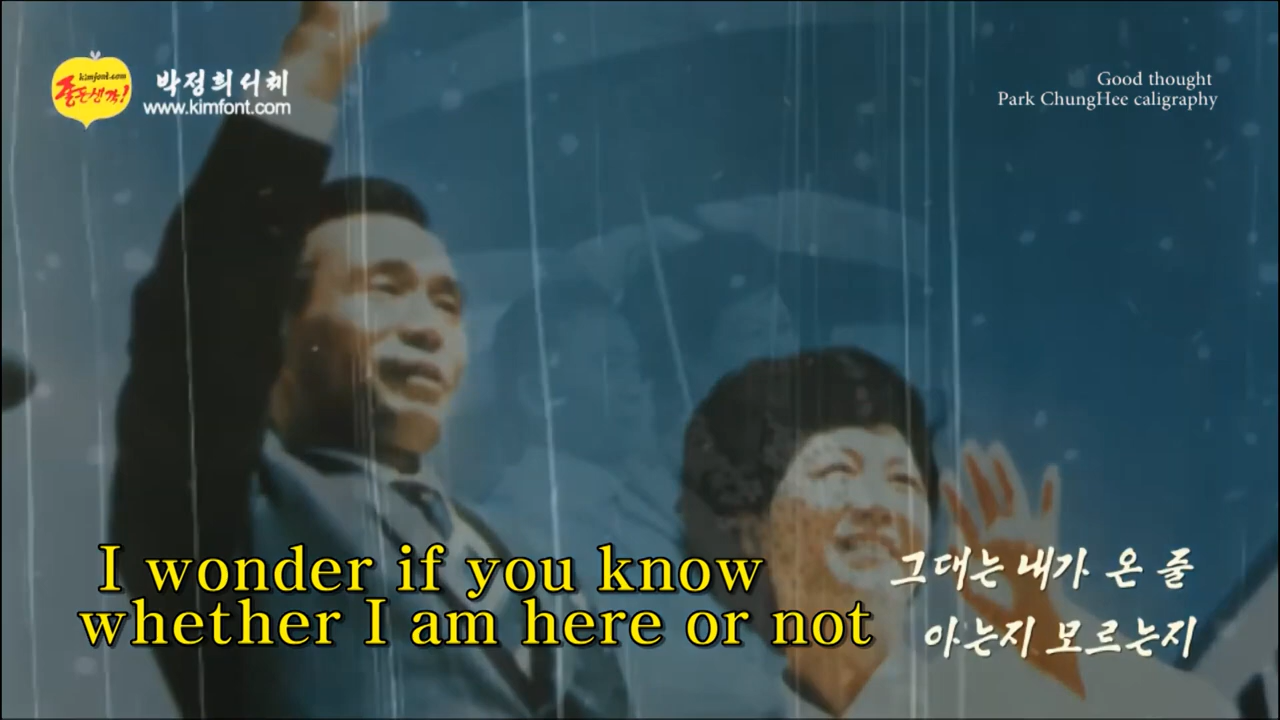 kimfont.com
좋은생각!
박정희니체
www.kimfont.com
Good thought
Park ChungHee caligraphy
I wonder if you know
whether I am here or not
그대는 내가 온 줄
아는지 모르는지